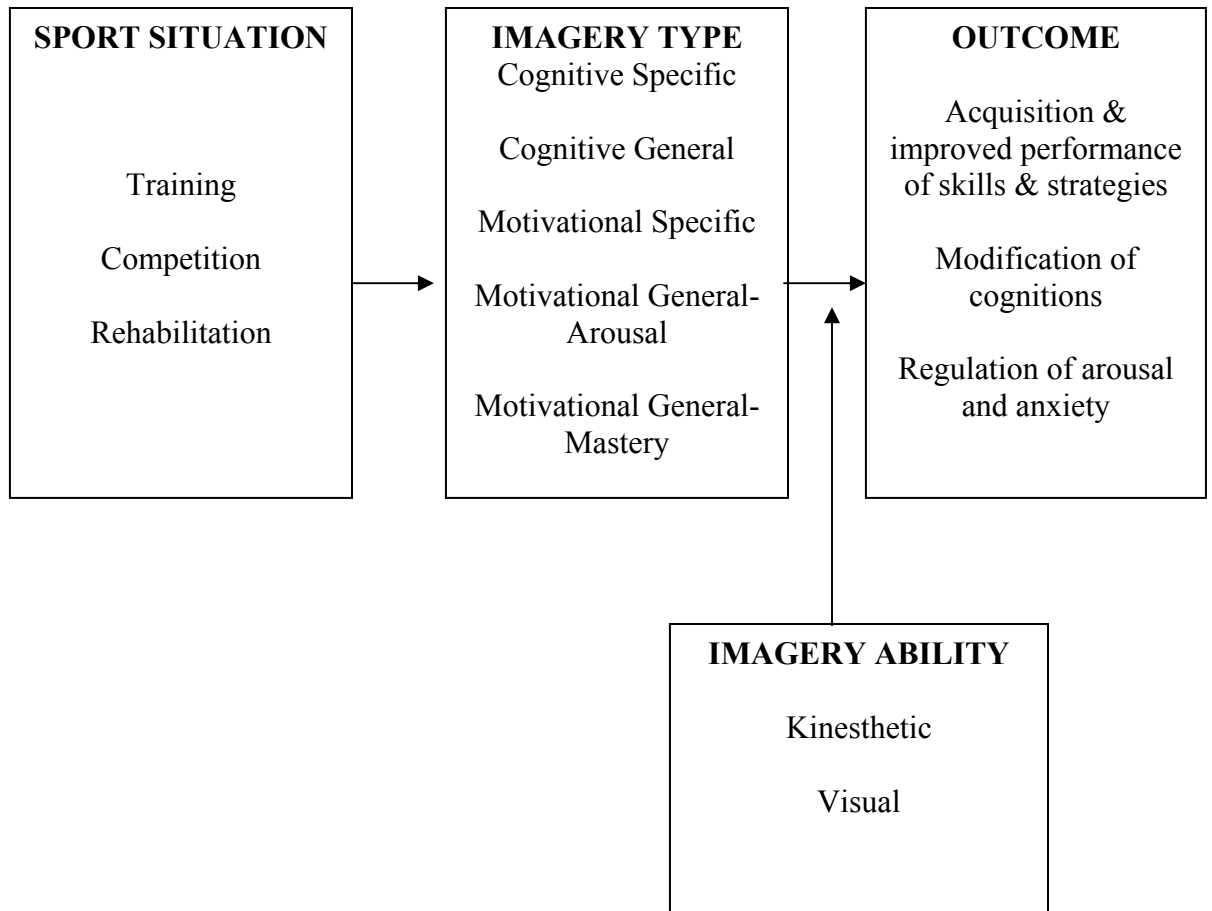 SPORT SITUATION
Training
Competition
Rehabilitation
IMAGERY TYPE
Cognitive Specific
Cognitive General
Motivational Specific
Motivational General-
Arousal
Motivational General-
Mastery
OUTCOME
Acquisition &
improved performance
of skills & strategies
Modification of
cognitions
Regulation of arousal
and anxiety
IMAGERY ABILITY
Kinesthetic
Visual